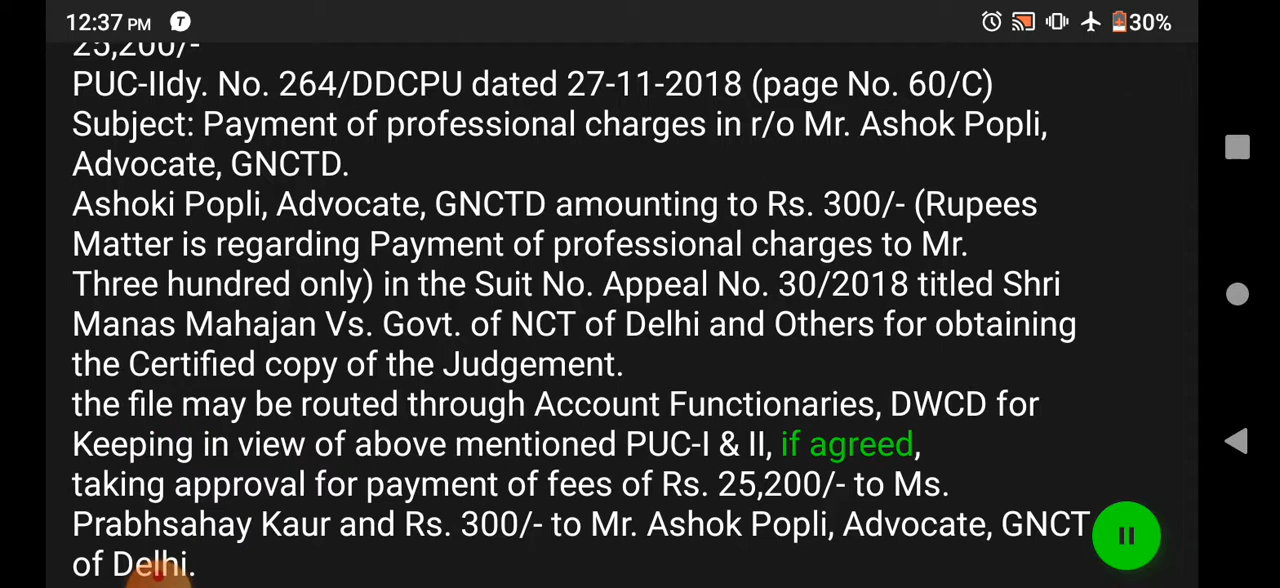 12:37 PM T 30%
25,200/-
PUC-IIdy. No. 264/DDCPU dated 27-11-2018 (page No. 60/C)
Subject: Payment of professional charges in r/o Mr. Ashok Popli,
Advocate, GNCTD.
Ashoki Popli, Advocate, GNCTD amounting to Rs. 300/- (Rupees
Matter is regarding Payment of professional charges to Mr.
Three hundred only) in the Suit No. Appeal No. 30/2018 titled Shri
Manas Mahajan Vs. Govt. of NCT of Delhi and Others for obtaining
the Certified copy of the Judgement.
the file may be routed through Account Functionaries, DWCD for
Keeping in view of above mentioned PUC-I & II, if agreed,
taking approval for payment of fees of Rs. 25,200/- to Ms.
Prabhsahay Kaur and Rs. 300/- to Mr. Ashok Popli, Advocate, GNCT
of Delhi.